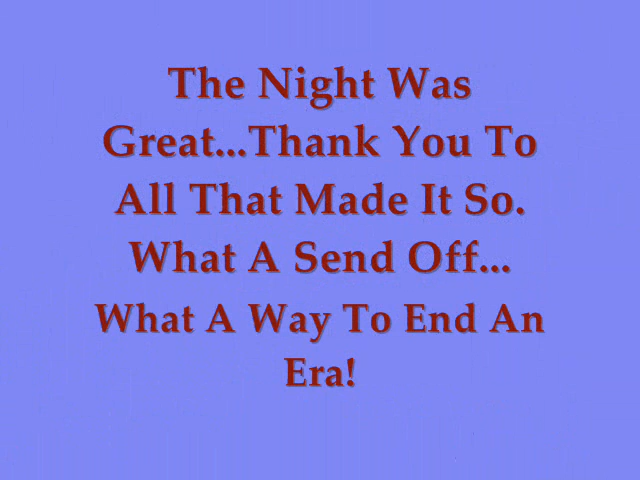 The Night Was
Great...Thank You To
All That Made It So.
What A Send Off...
What A Way To End An
Era!